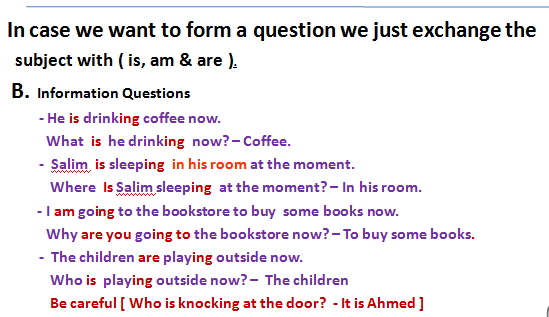 In case we want to form a question we just exchange the
subject with ( is, am & are ).
B. Information Questions
- He is drinking coffee now.
What is he drinking now? – Coffee.
- Salim is sleeping in his room at the moment.
Where Is Salim sleeping at the moment? – In his room.
- I am going to the bookstore to buy some books now.
Why are you going to the bookstore now? – To buy some books.
- The children are playing outside now.
Who is playing outside now? – The children
Be careful [ Who is knocking at the door? - It is Ahmed ]